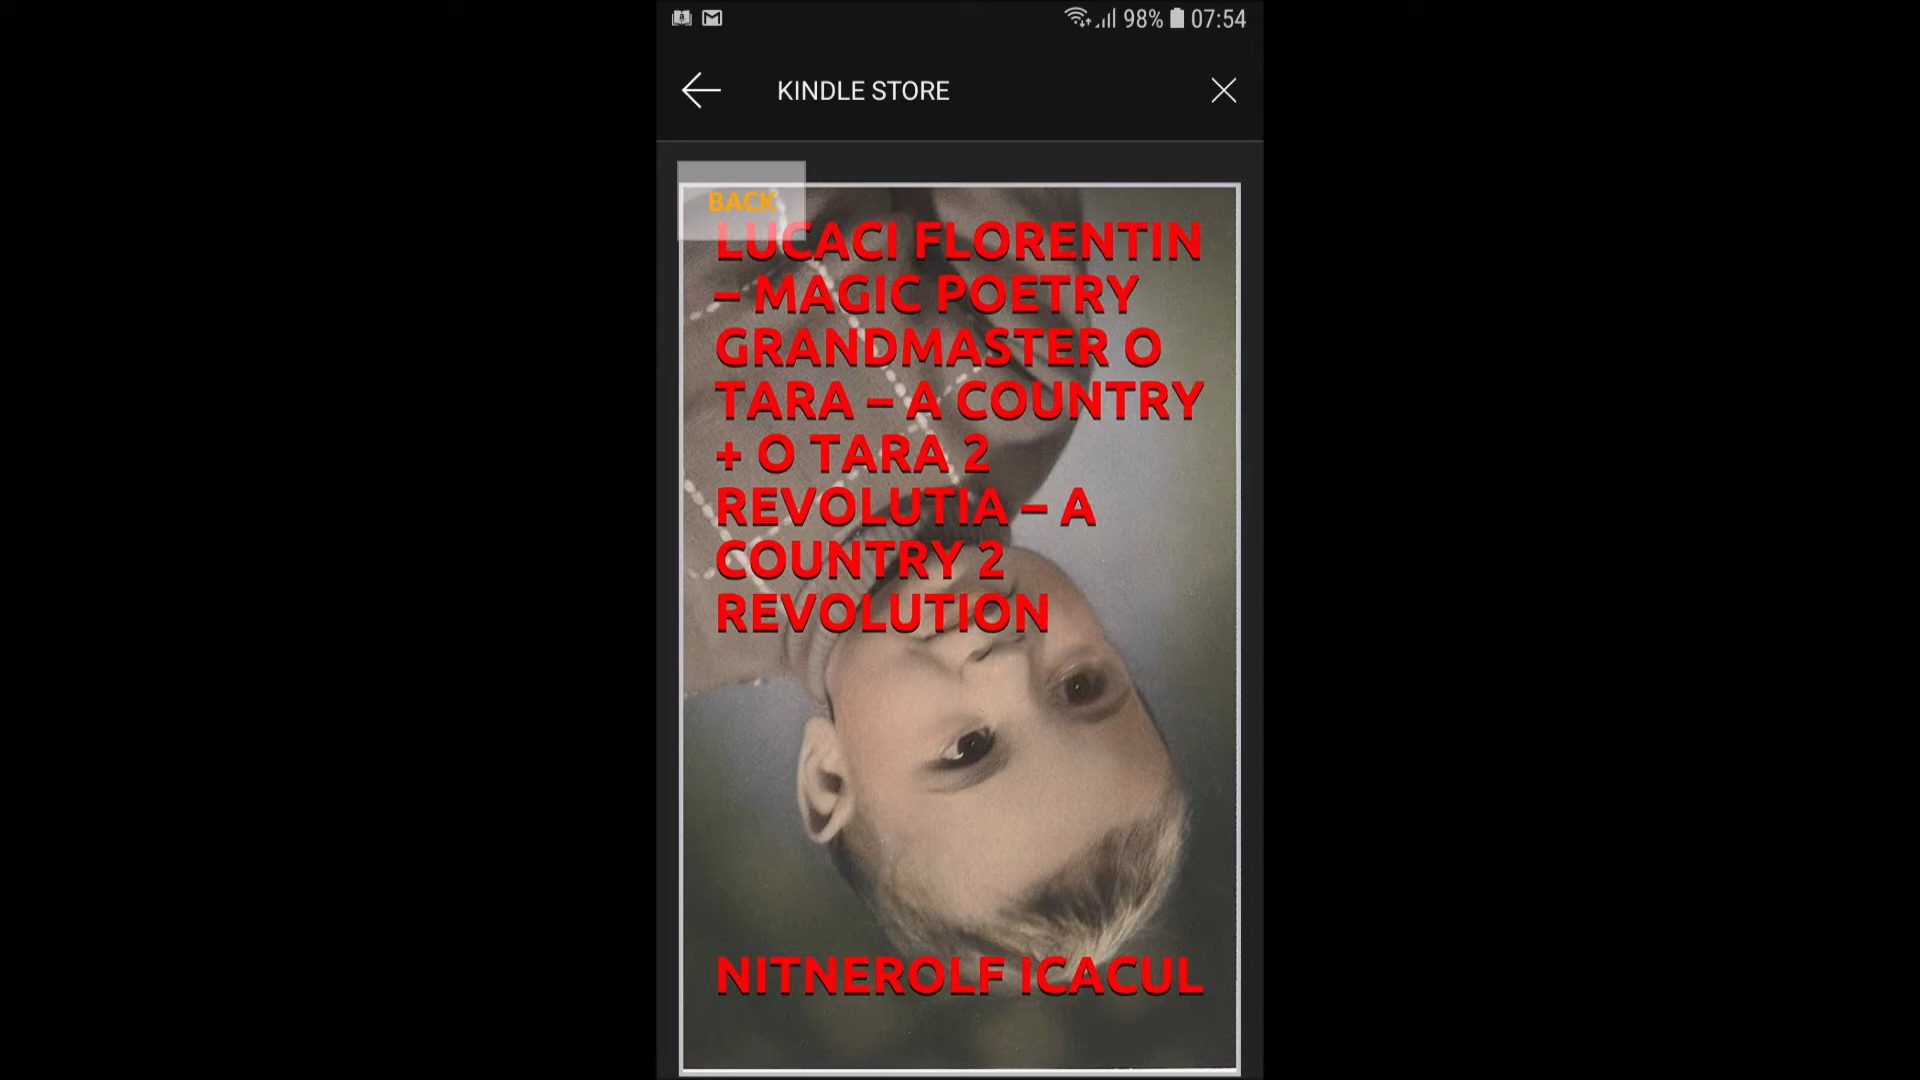 98% 07:54
KINDLE STORE
BACK
LUCACI FLORENTIN
– MAGIC POETRY
GRANDMASTER O
TARA – A COUNTRY
+ O TARA 2
REVOLUTIA – A
COUNTRY 2
REVOLUTION
NITNEROLF ICACUL